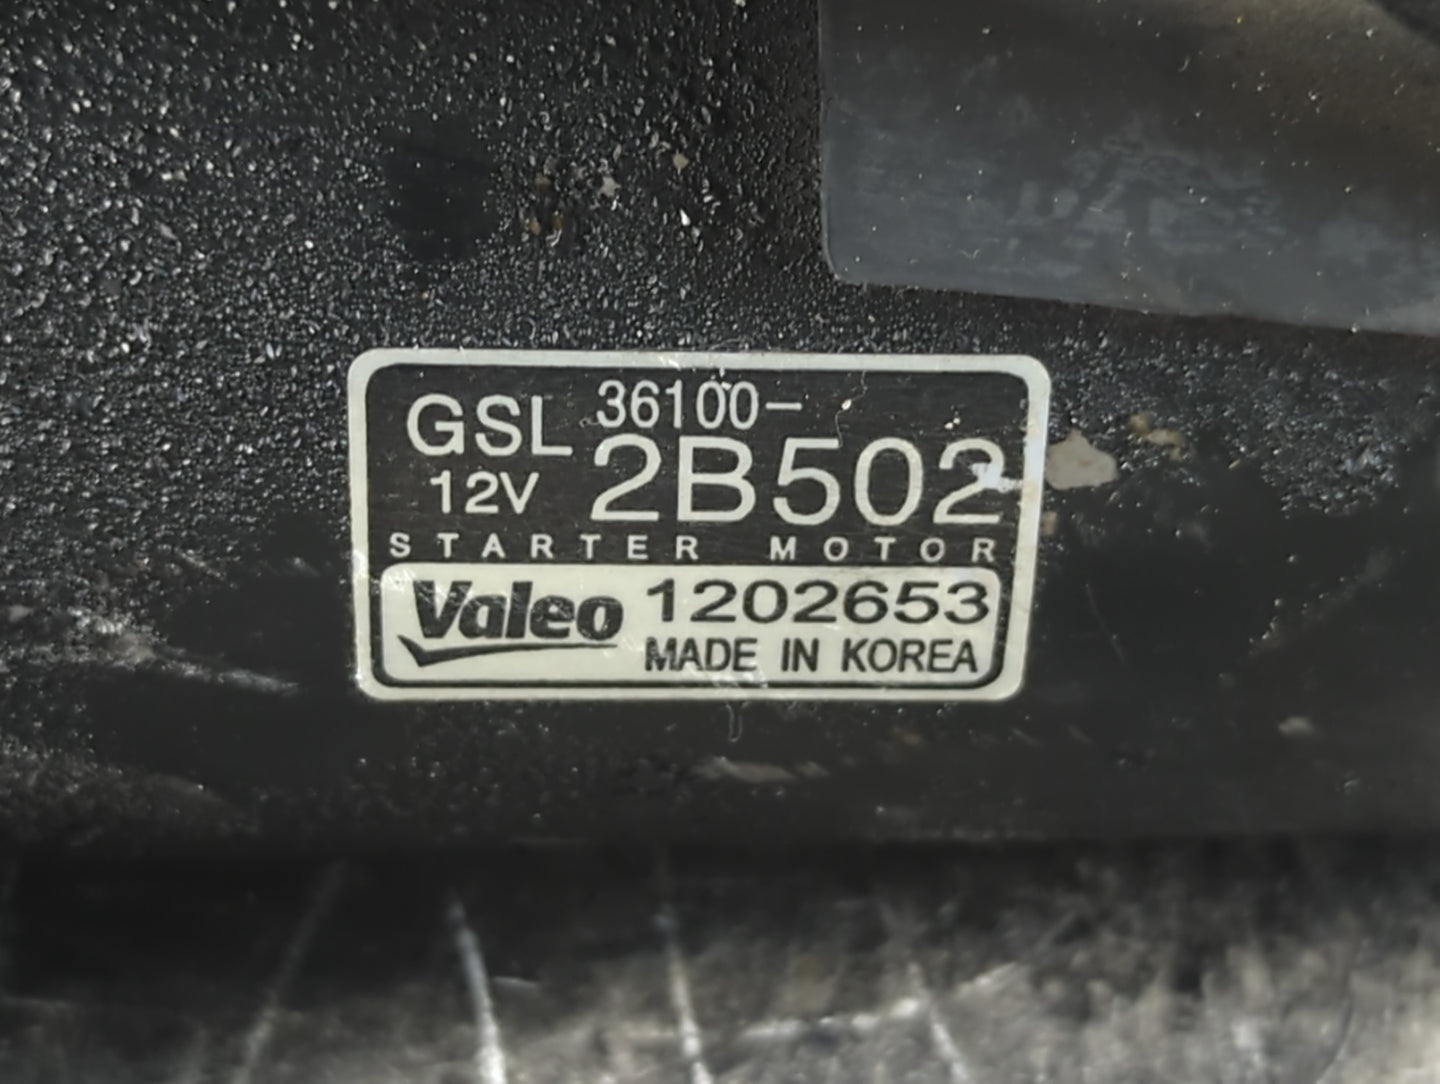 GSL 36100-
12V 2B502
STARTER MOTOR
Valeo 1202653
MADE IN KOREA